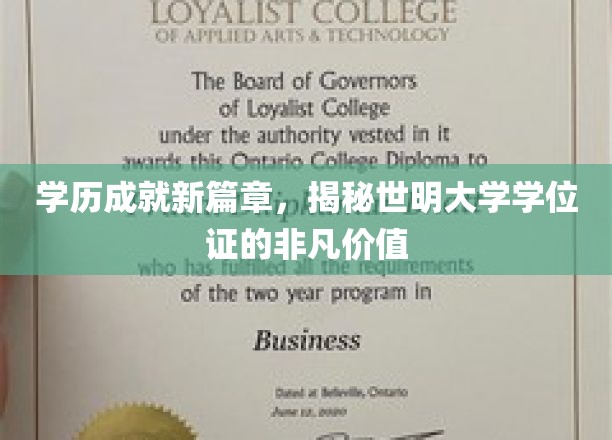 LOYALIST COLLEGE
OF APPLIED ARTS & TECHNOLOGY
The Board of Governors
of Loyalist College
under the authority vested in it
awards this Ontario College Diploma to
学历成就新篇章，揭秘世明大学学位
证的非凡价值
who has fulfilled all the requirements
of the two year program in
Business
Dated at Belleville, Ontario
June 12, 2020